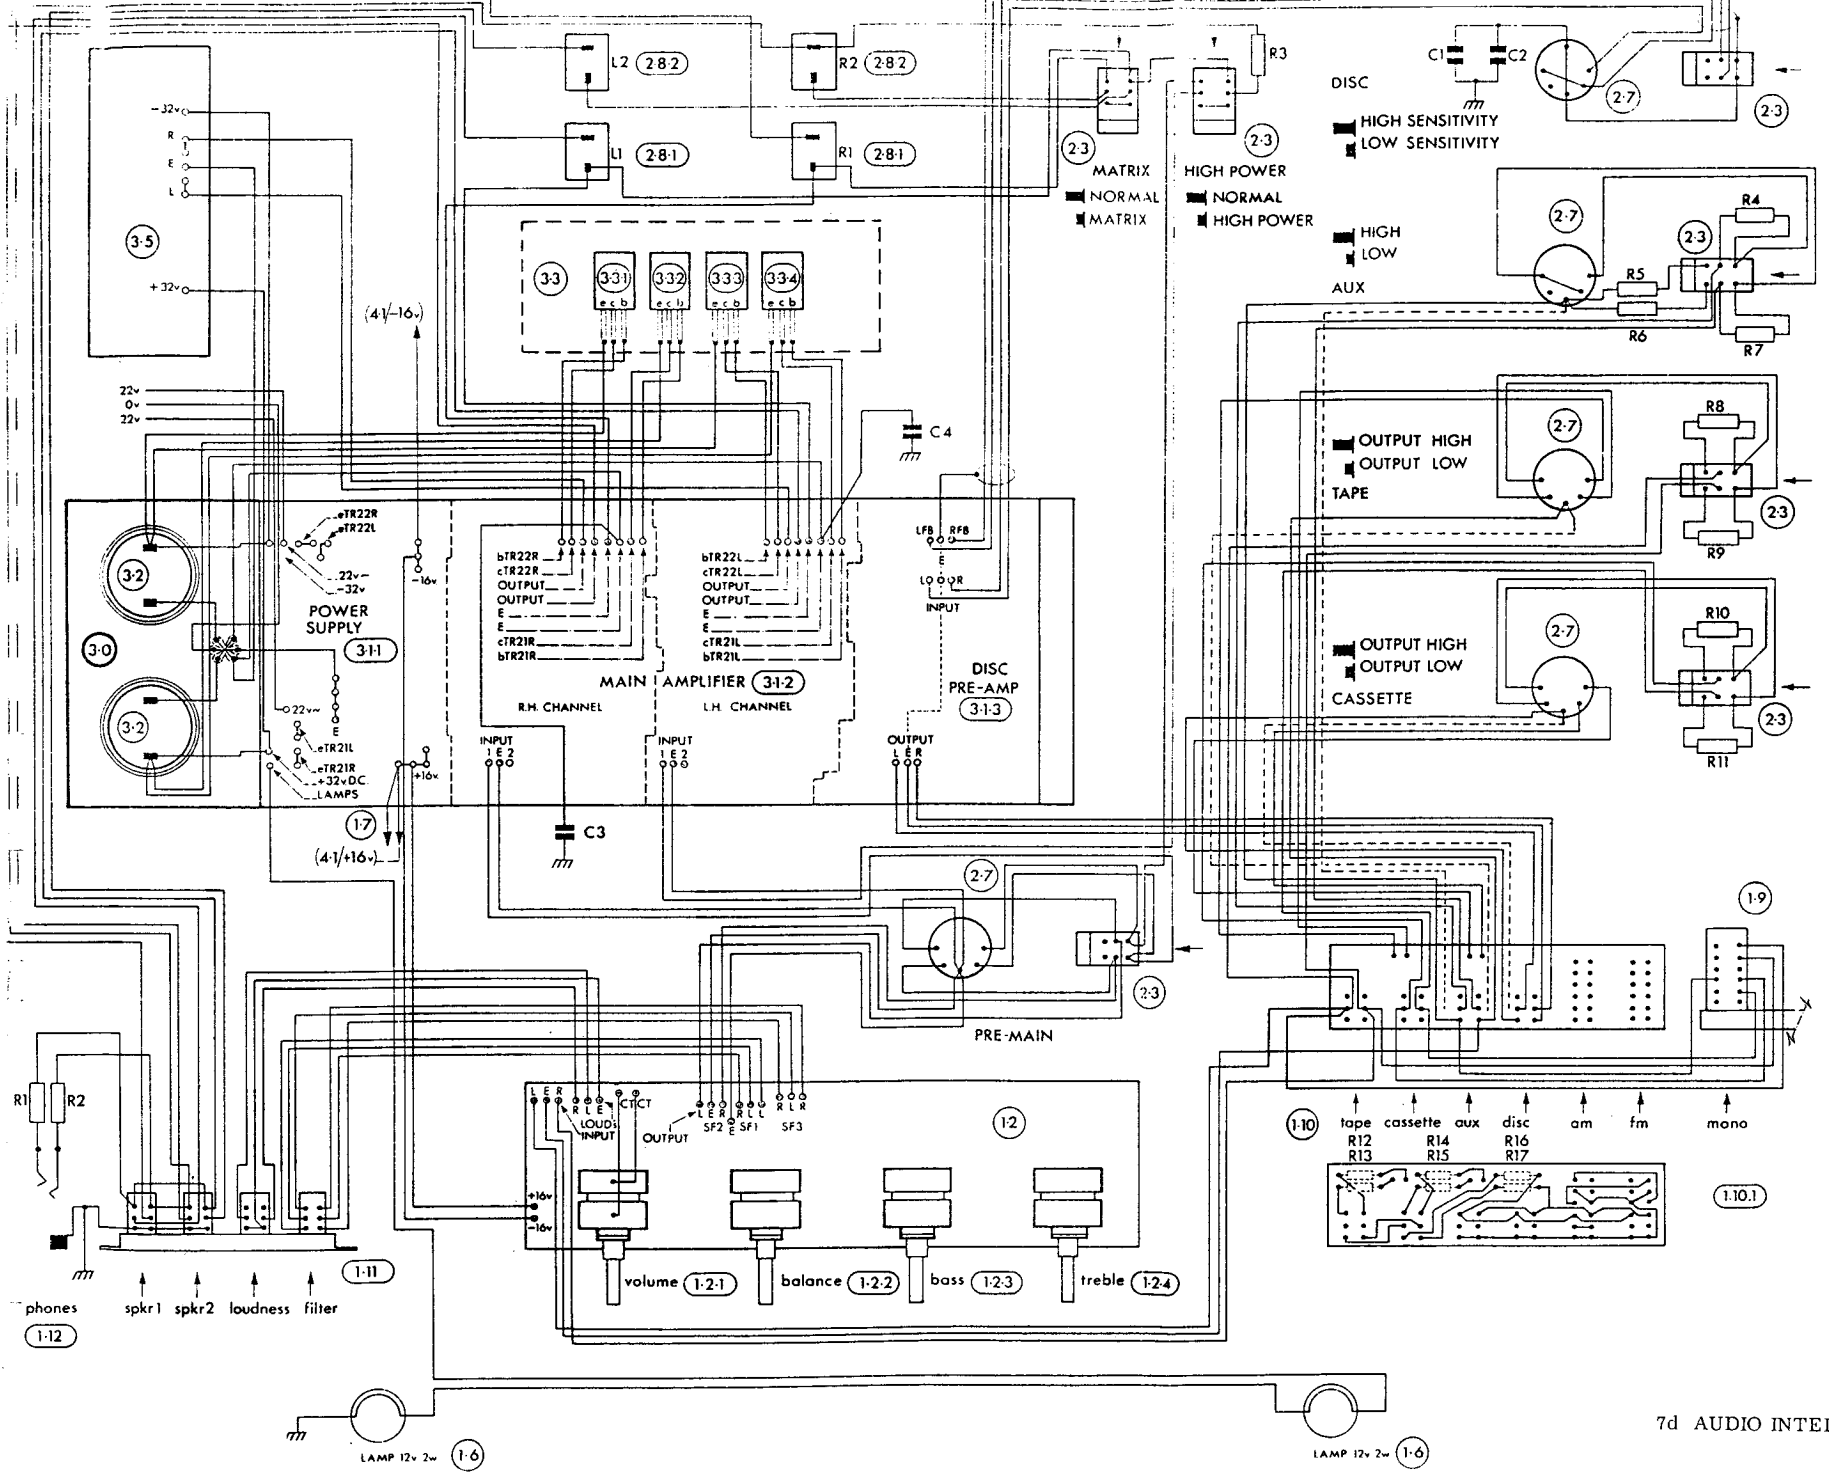 L2 2·8·2
R2 2·8·2
R3
C1
C2
DISC
2·7
2·3
HIGH SENSITIVITY
LOW SENSITIVITY
-32v
R
E
L
+32v
3·5
L1 2·8·1
R1 2·8·1
2·3
2·3
MATRIX
NORMAL
MATRIX
HIGH POWER
NORMAL
HIGH POWER
HIGH
LOW
AUX
2·7
2·3
R4
R5
R6
R7
3·3
3·3·1
3·3·2
3·3·3
3·3·4
e c b
e c b
e c b
e c b
(4·1/-16v)
22v
0v
22v
C4
OUTPUT HIGH
OUTPUT LOW
TAPE
2·7
R8
R9
2·3
3·2
3·0
3·2
eTR22R
eTR22L
22v~
-32v
POWER
SUPPLY
3·1·1
-16v
22v~
E
eTR21L
eTR21R
+32vD.C.
LAMPS
+16v
bTR22R
cTR22R
OUTPUT
OUTPUT
E
E
cTR21R
bTR21R
bTR22L
cTR22L
OUTPUT
OUTPUT
E
E
cTR21L
bTR21L
MAIN AMPLIFIER 3·1·2
R.H. CHANNEL
L.H. CHANNEL
INPUT
1 E 2
INPUT
1 E 2
LFB RFB
E
L R
INPUT
DISC
PRE-AMP
3·1·3
OUTPUT
L E R
OUTPUT HIGH
OUTPUT LOW
CASSETTE
2·7
R10
R11
2·3
1·7
(4·1/+16v)
C3
2·7
2·3
PRE-MAIN
1·9
R1
R2
L E R
R L E
LOUDS
INPUT
CT CT
OUTPUT
L E R
SF2
E
R L L
SF1
R L R
SF3
1·2
+16v
-16v
volume 1·2·1
balance 1·2·2
bass 1·2·3
treble 1·2·4
1·10
tape
cassette
aux
disc
am
fm
mono
R12
R13
R14
R15
R16
R17
1·10.1
1·11
phones
1·12
spkr1
spkr2
loudness
filter
LAMP 12v 2w 1·6
LAMP 12v 2w 1·6
7d AUDIO INTE